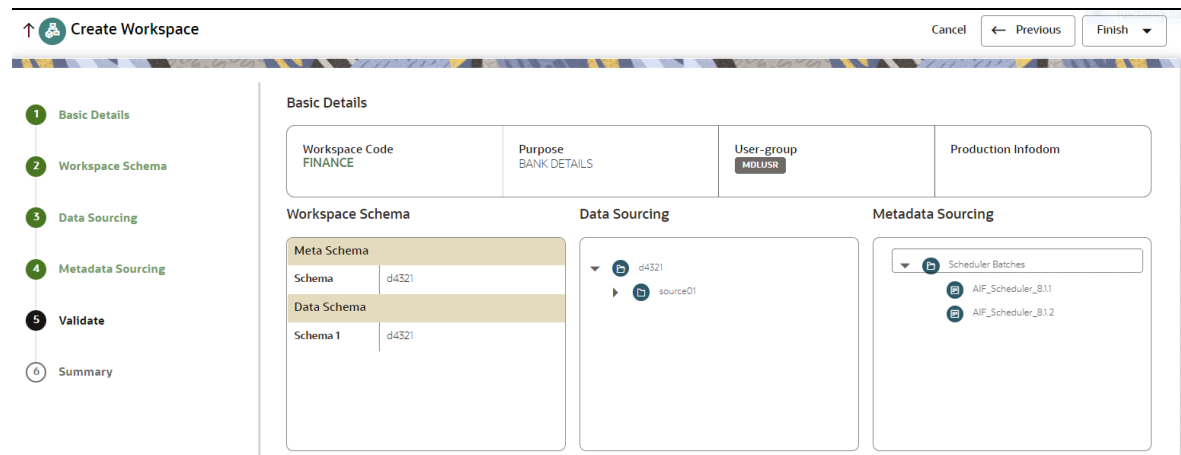 Create Workspace
Cancel
← Previous
Finish
1 Basic Details
2 Workspace Schema
3 Data Sourcing
4 Metadata Sourcing
5 Validate
6 Summary
Basic Details
Workspace Code
FINANCE
Purpose
BANK DETAILS
User-group
MDLUSR
Production Infodom
Workspace Schema
Meta Schema
Schema d4321
Data Schema
Schema 1 d4321
Data Sourcing
d4321
source01
Metadata Sourcing
Scheduler Batches
AIF_Scheduler_8.1.1
AIF_Scheduler_8.1.2